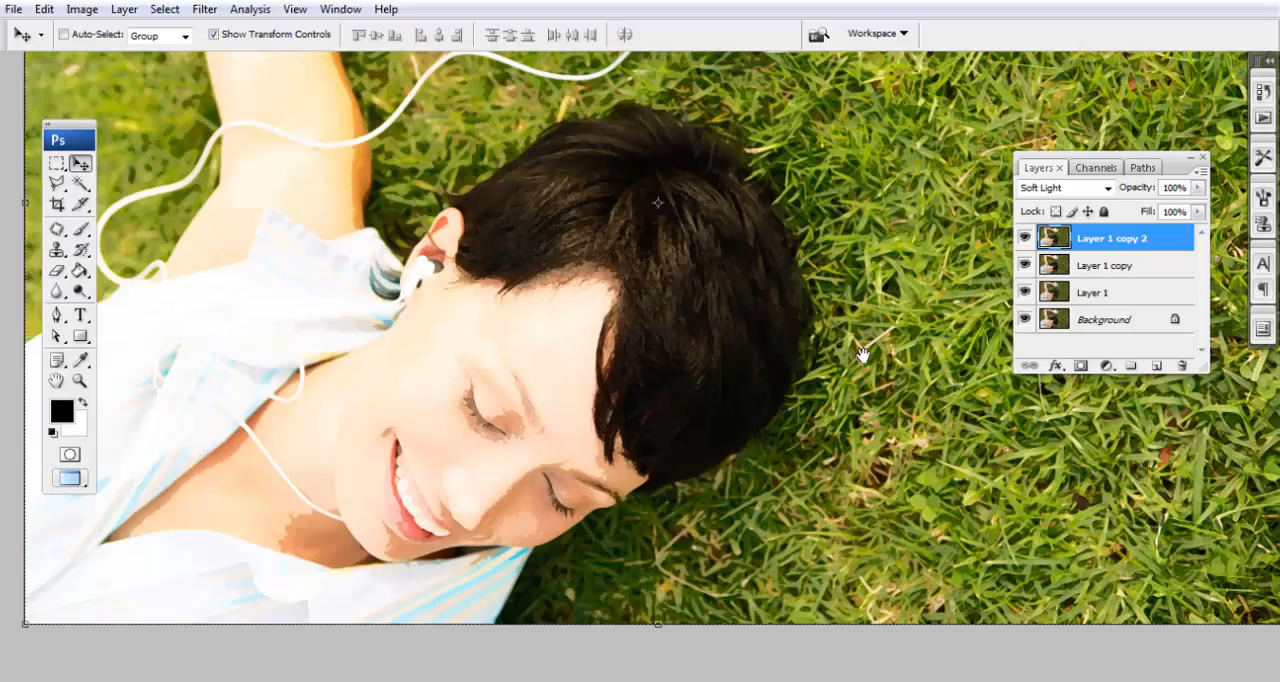 File Edit Image Layer Select Filter Analysis View Window Help
Auto-Select: Group Show Transform Controls Workspace
Ps
Layers × Channels Paths
Soft Light Opacity: 100%
Lock: Fill: 100%
Layer 1 copy 2
Layer 1 copy
Layer 1
Background
fx
T
A